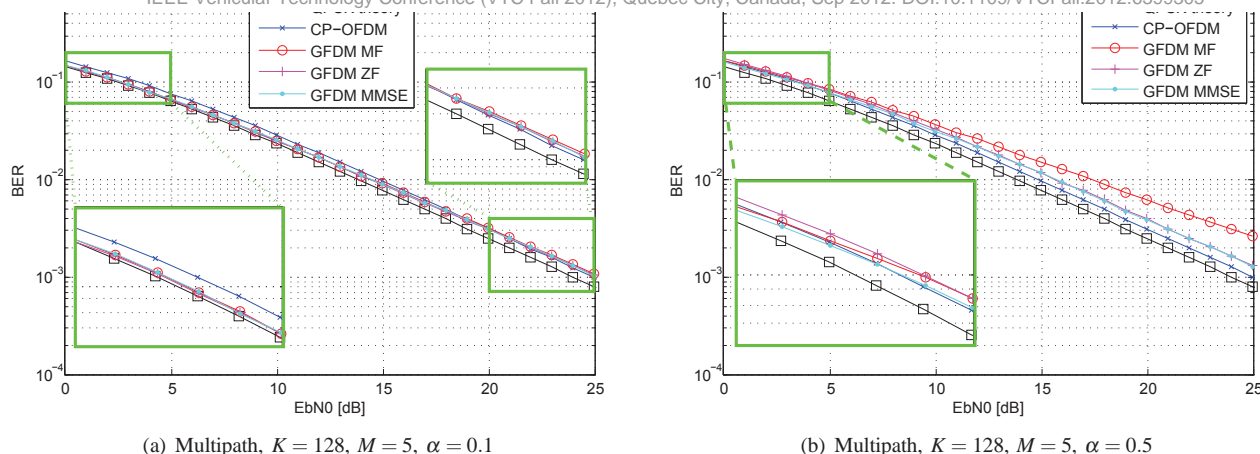 IEEE Vehicular Technology Conference (VTC Fall 2012), Quebec City, Canada, Sep 2012. DOI:10.1109/VTCFall.2012.6399305
CP−OFDM
GFDM MF
GFDM ZF
GFDM MMSE
10−1
10−2
10−3
10−4
BER
0 5 10 15 20 25
EbN0 [dB]
(a) Multipath, K = 128, M = 5, α = 0.1
CP−OFDM
GFDM MF
GFDM ZF
GFDM MMSE
10−1
10−2
10−3
10−4
BER
0 5 10 15 20 25
EbN0 [dB]
(b) Multipath, K = 128, M = 5, α = 0.5